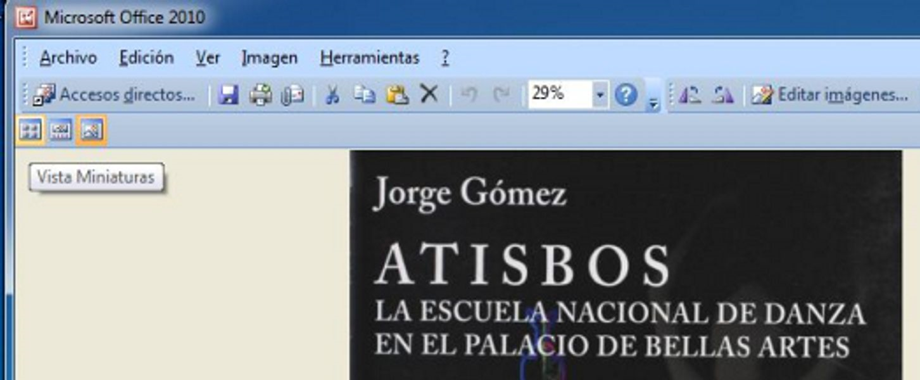 Microsoft Office 2010
Archivo Edición Ver Imagen Herramientas ?
Accesos directos... 29% ? Editar imágenes...
Vista Miniaturas
Jorge Gómez
ATISBOS
LA ESCUELA NACIONAL DE DANZA
EN EL PALACIO DE BELLAS ARTES